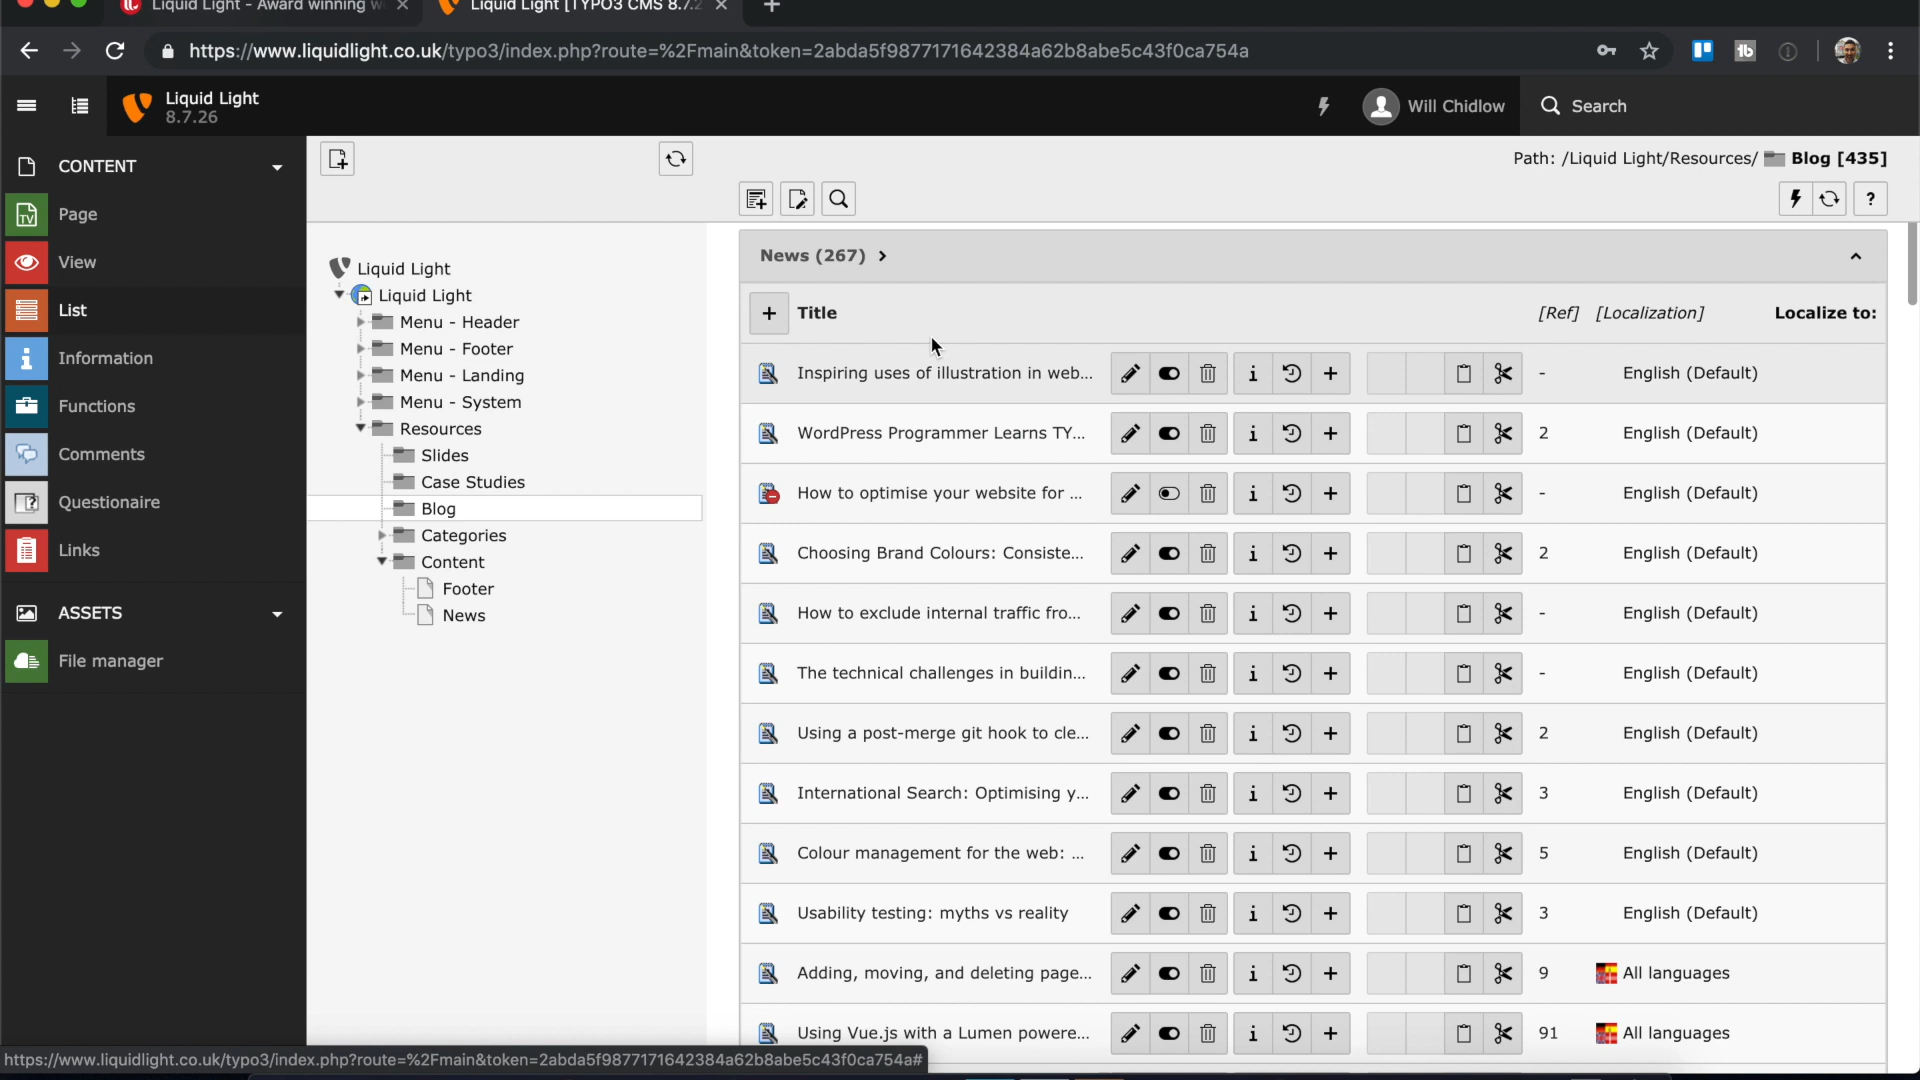 Liquid Light - Award winning w
Liquid Light [TYPO3 CMS 8.7.2
https://www.liquidlight.co.uk/typo3/index.php?route=%2Fmain&token=2abda5f9877171642384a62b8abe5c43f0ca754a
Liquid Light
8.7.26
Will Chidlow
Search
CONTENT
Page
View
List
Information
Functions
Comments
Questionaire
Links
ASSETS
File manager
Liquid Light
Liquid Light
Menu - Header
Menu - Footer
Menu - Landing
Menu - System
Resources
Slides
Case Studies
Blog
Categories
Content
Footer
News
Path: /Liquid Light/Resources/ Blog [435]
News (267)
Title [Ref] [Localization] Localize to:
Inspiring uses of illustration in web... - English (Default)
WordPress Programmer Learns TY... 2 English (Default)
How to optimise your website for ... - English (Default)
Choosing Brand Colours: Consiste... 2 English (Default)
How to exclude internal traffic fro... - English (Default)
The technical challenges in buildin... - English (Default)
Using a post-merge git hook to cle... 2 English (Default)
International Search: Optimising y... 3 English (Default)
Colour management for the web: ... 5 English (Default)
Usability testing: myths vs reality 3 English (Default)
Adding, moving, and deleting page... 9 All languages
Using Vue.js with a Lumen powere... 91 All languages
https://www.liquidlight.co.uk/typo3/index.php?route=%2Fmain&token=2abda5f9877171642384a62b8abe5c43f0ca754a#